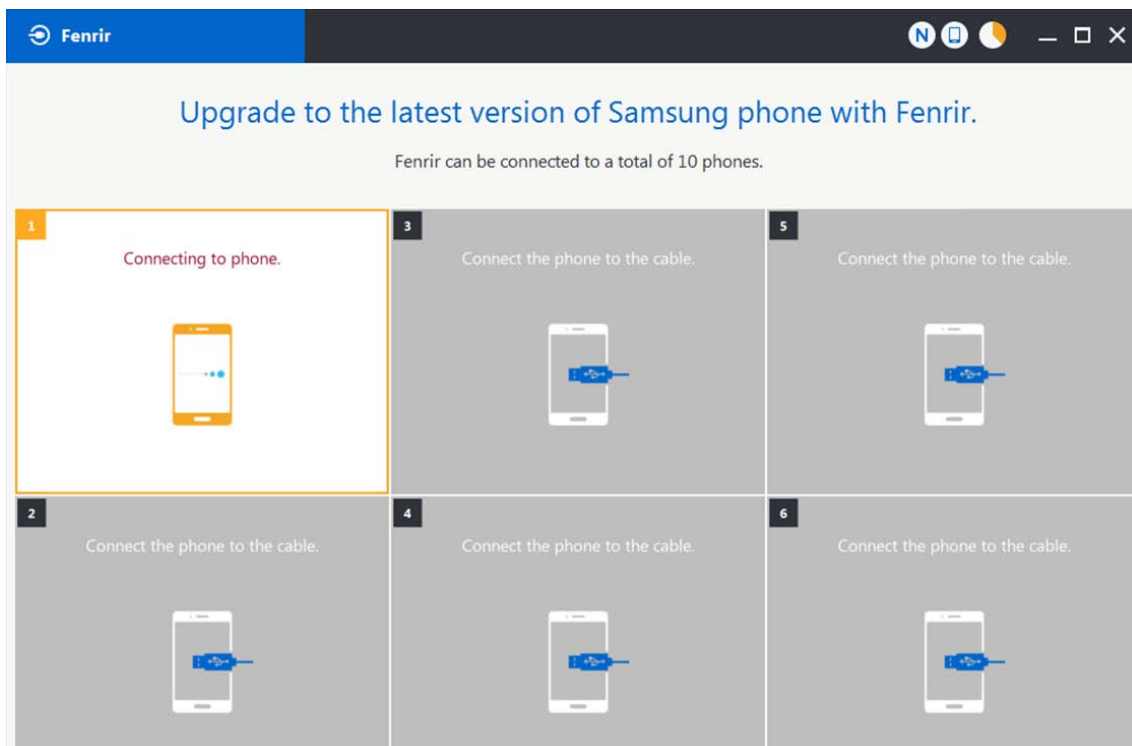 Fenrir
N
Upgrade to the latest version of Samsung phone with Fenrir.
Fenrir can be connected to a total of 10 phones.
1
Connecting to phone.
3
Connect the phone to the cable.
5
Connect the phone to the cable.
2
Connect the phone to the cable.
4
Connect the phone to the cable.
6
Connect the phone to the cable.